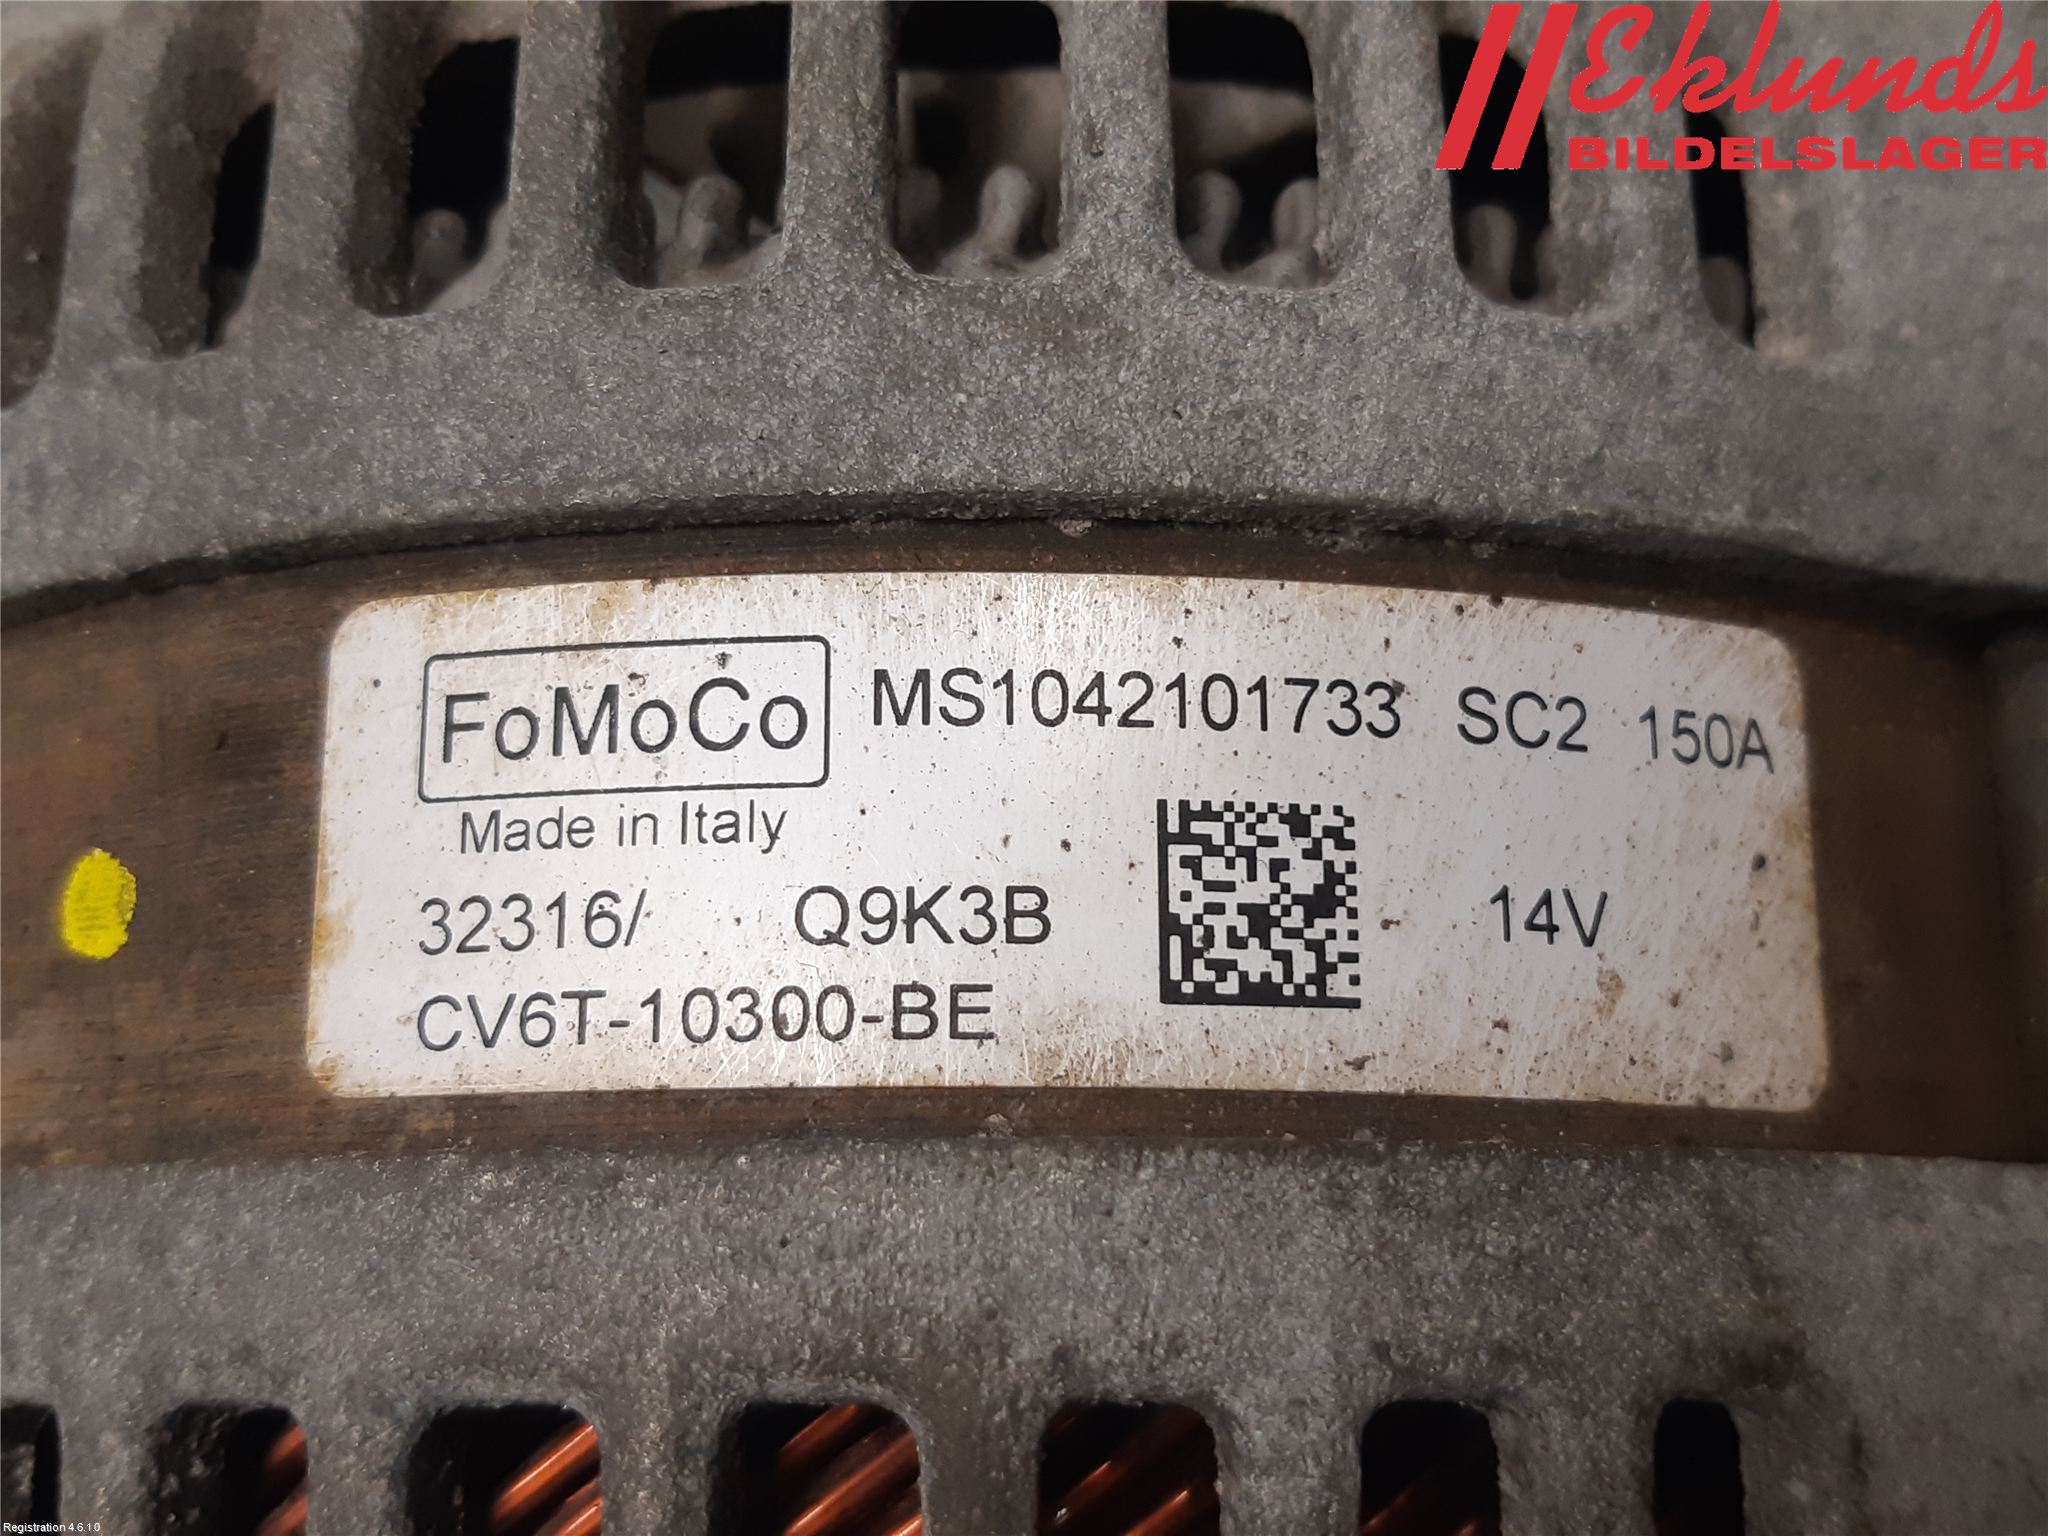 Eklunds
BILDELSLAGER
FoMoCo MS1042101733 SC2 150A
Made in Italy
32316/ Q9K3B 14V
CV6T-10300-BE
Registration 4.6.1.0